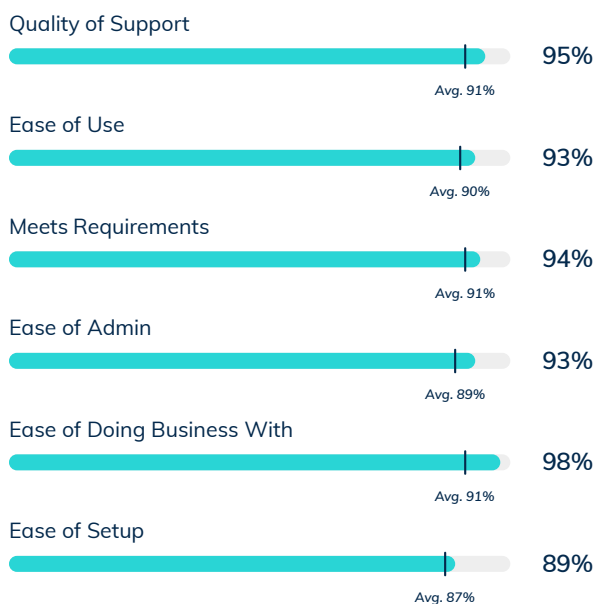 Quality of Support
95%
Avg. 91%
Ease of Use
93%
Avg. 90%
Meets Requirements
94%
Avg. 91%
Ease of Admin
93%
Avg. 89%
Ease of Doing Business With
98%
Avg. 91%
Ease of Setup
89%
Avg. 87%